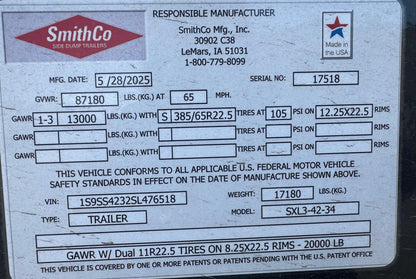 RESPONSIBLE MANUFACTURER
SmithCo
SIDE DUMP TRAILERS
SmithCo Mfg., Inc.
30902 C38
LeMars, IA 51031
1-800-779-8099
Made in
the USA
MFG. DATE: 5/28/2025 SERIAL NO: 17518
GVWR: 87180 LBS.(KG.) AT 65 MPH.
GAWR 1-3 13000 LBS.(KG.) WITH S 385/65R22.5 TIRES AT 105 PSI ON 12.25X22.5 RIMS
GAWR LBS.(KG.) WITH TIRES AT PSI ON RIMS
GAWR LBS.(KG.) WITH TIRES AT PSI ON RIMS
THIS VEHICLE CONFORMS TO ALL APPLICABLE U.S. FEDERAL MOTOR VEHICLE
SAFETY STANDARDS IN EFFECT ON THE DATE OF MANUFACTURE SHOWN ABOVE.
VIN: 1S9SS4232SL476518 WEIGHT: 17180 LBS.(KG.)
TYPE: TRAILER MODEL: SXL3-42-34
GAWR W/ Dual 11R22.5 TIRES ON 8.25X22.5 RIMS - 20000 LB
THIS VEHICLE IS COVERED BY ONE OR MORE PATENTS OR PATENTS PENDING IN THE U.S. PATENT OFFICE